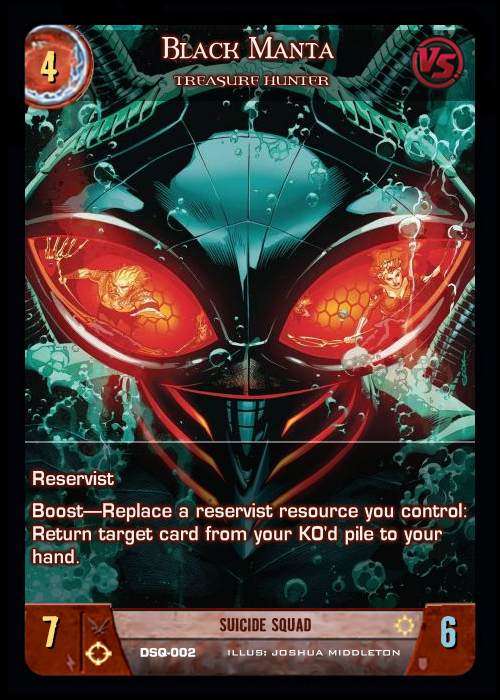 4
BLACK MANTA
TREASURE HUNTER
VS
Reservist
Boost—Replace a reservist resource you control:
Return target card from your KO'd pile to your
hand.
7
SUICIDE SQUAD
6
DSQ-002
ILLUS: JOSHUA MIDDLETON